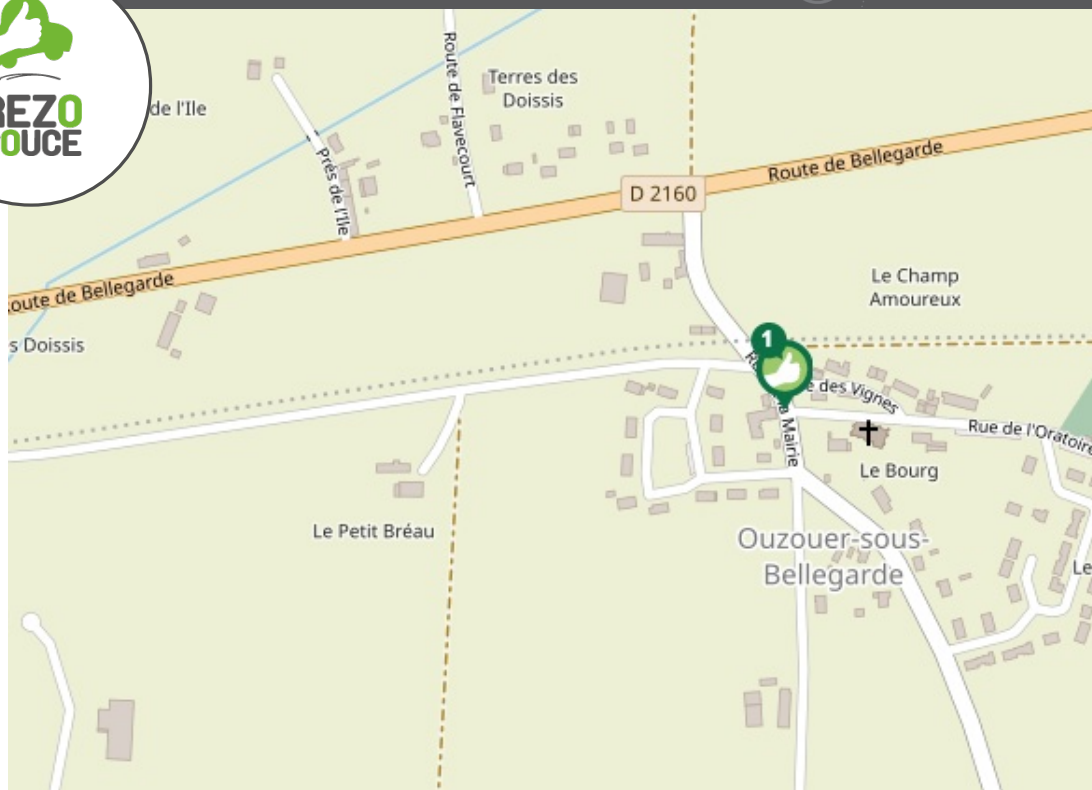 REZO
OUCE
de l'Ile
Route de Flavecourt
Terres des
Doissis
Prés de l'Ile
D 2160
Route de Bellegarde
Route de Bellegarde
Le Champ
Amoureux
s Doissis
1
des Vignes
Mairie
Rue de l'Oratoire
Le Bourg
Le Petit Bréau
Ouzouer-sous-
Bellegarde
Le